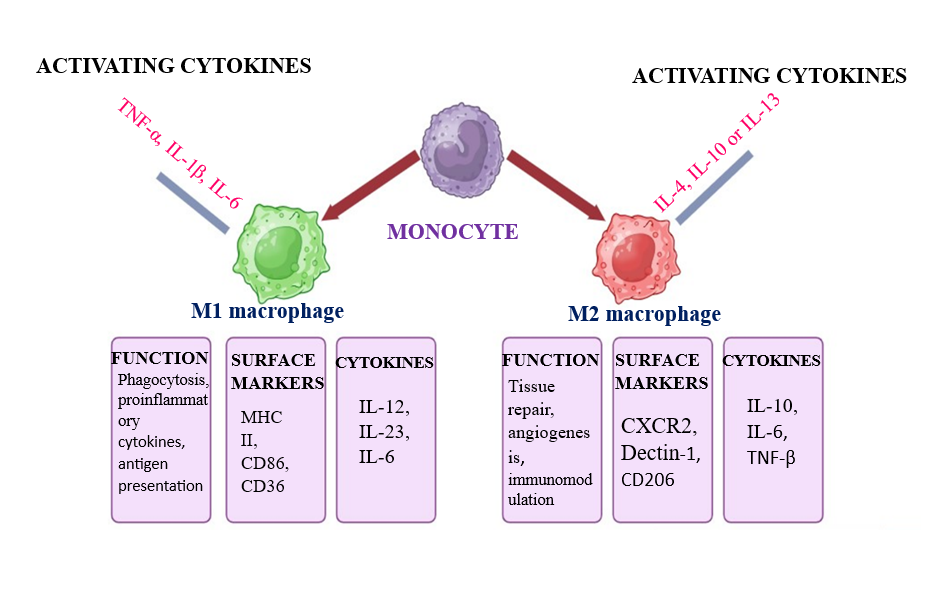 ACTIVATING CYTOKINES
ACTIVATING CYTOKINES
TNF-α, IL-1β, IL-6
IL-4, IL-10 or IL-13
MONOCYTE
M1 macrophage
M2 macrophage
FUNCTION
Phagocytosis,
proinflammat
ory
cytokines,
antigen
presentation
SURFACE
MARKERS
MHC
II,
CD86,
CD36
CYTOKINES
IL-12,
IL-23,
IL-6
FUNCTION
Tissue
repair,
angiogenes
is,
immunomod
ulation
SURFACE
MARKERS
CXCR2,
Dectin-1,
CD206
CYTOKINES
IL-10,
IL-6,
TNF-β